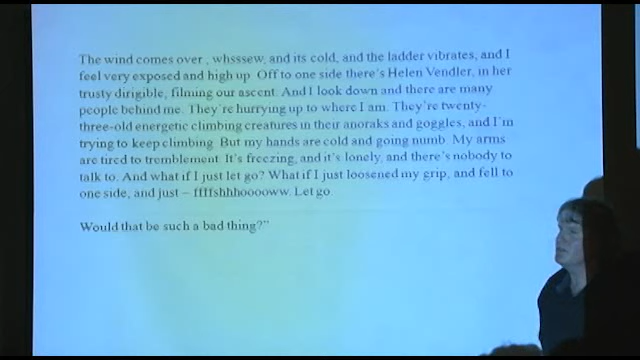 The wind comes over , whsssew, and its cold, and the ladder vibrates, and I
feel very exposed and high up. Off to one side there's Helen Vendler, in her
trusty dirigible, filming our ascent. And I look down and there are many
people behind me. They're hurrying up to where I am. They're twenty-
three-old energetic climbing creatures in their anoraks and goggles, and I'm
trying to keep climbing. But my hands are cold and going numb. My arms
are tired to tremblement. It's freezing, and it's lonely, and there's nobody to
talk to. And what if I just let go? What if I just loosened my grip, and fell to
one side, and just – ffffshhhooooww. Let go.
Would that be such a bad thing?"